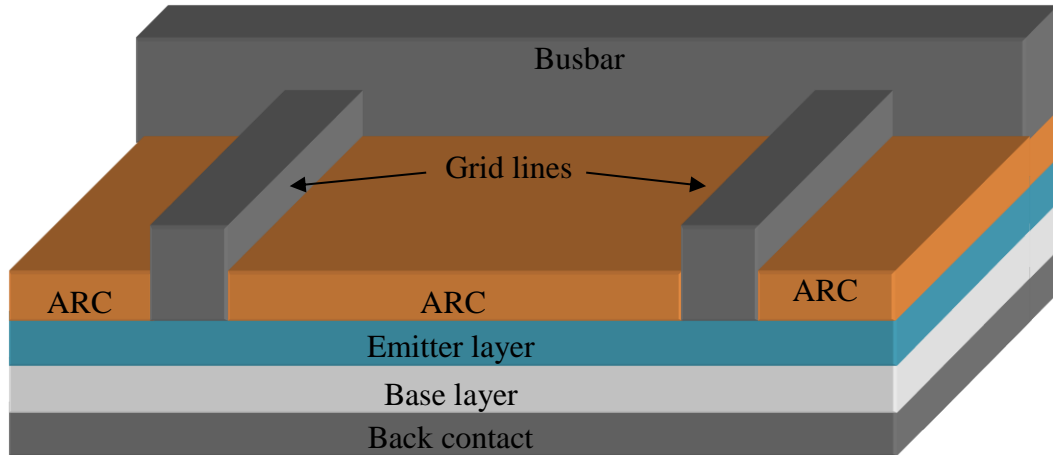 Busbar
Grid lines
ARC
ARC
ARC
Emitter layer
Base layer
Back contact